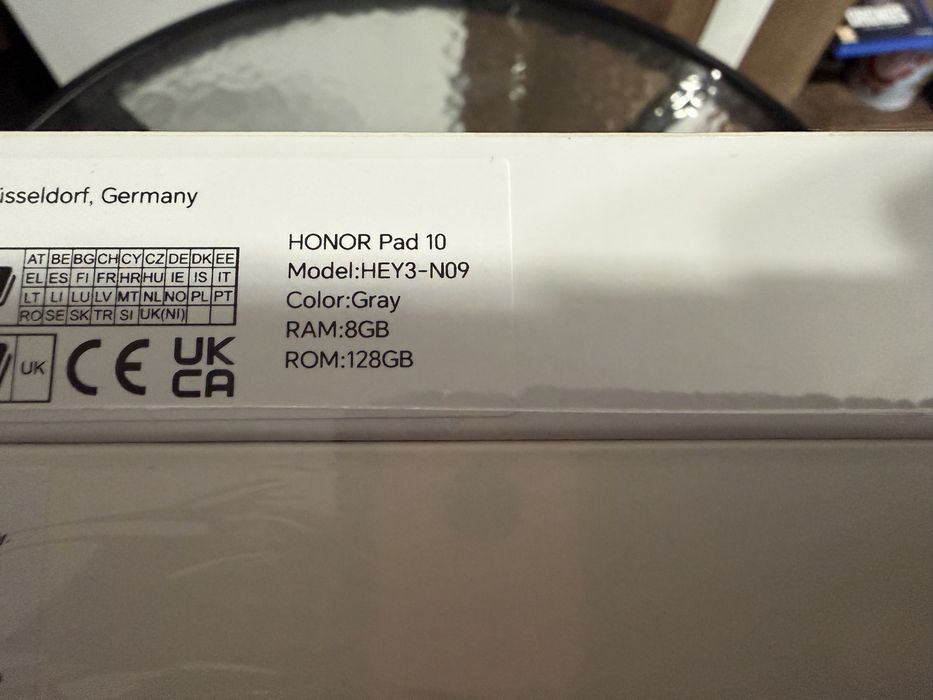 üsseldorf, Germany
AT BE BG CH CY CZ DE DK EE
EL ES FI FR HR HU IE IS IT
LT LI LU LV MT NL NO PL PT
RO SE SK TR SI UK(NI)
UK
CE
UK
CA
HONOR Pad 10
Model:HEY3-N09
Color:Gray
RAM:8GB
ROM:128GB